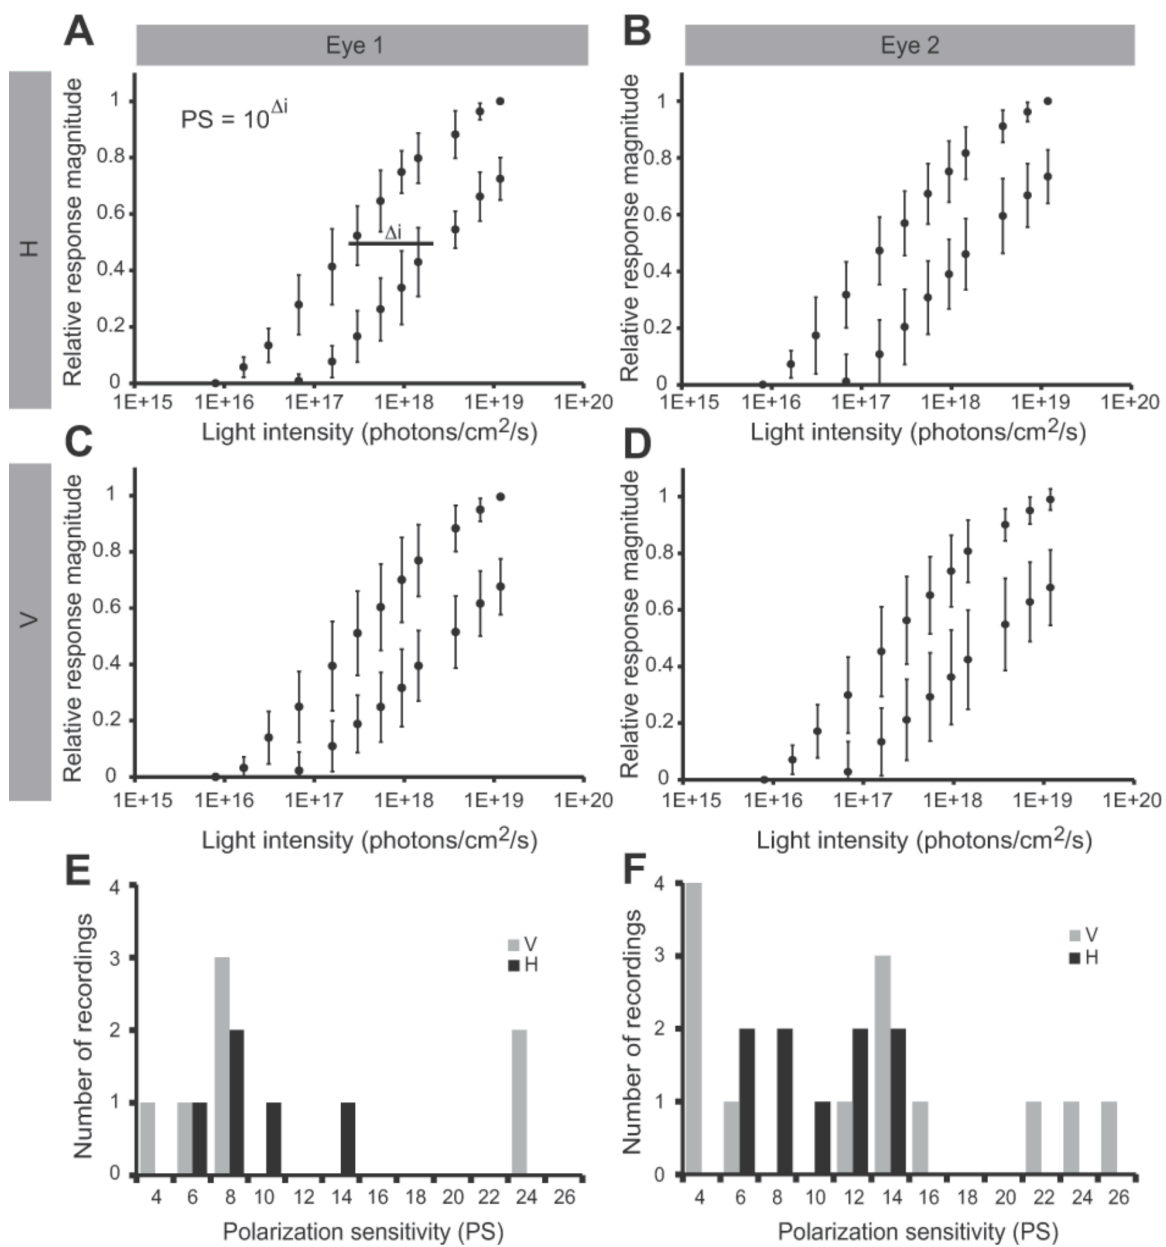 A
Eye 1
B
Eye 2
H
Relative response magnitude
1
0.8
0.6
0.4
0.2
0
PS = 10^Δi
Δi
1E+15 1E+16 1E+17 1E+18 1E+19 1E+20
Light intensity (photons/cm²/s)
Relative response magnitude
1
0.8
0.6
0.4
0.2
0
1E+15 1E+16 1E+17 1E+18 1E+19 1E+20
Light intensity (photons/cm²/s)
C
D
V
Relative response magnitude
1
0.8
0.6
0.4
0.2
0
1E+15 1E+16 1E+17 1E+18 1E+19 1E+20
Light intensity (photons/cm²/s)
Relative response magnitude
1
0.8
0.6
0.4
0.2
0
1E+15 1E+16 1E+17 1E+18 1E+19 1E+20
Light intensity (photons/cm²/s)
E
Number of recordings
4
3
2
1
0
V
H
4 6 8 10 12 14 16 18 20 22 24 26
Polarization sensitivity (PS)
F
Number of recordings
4
3
2
1
0
V
H
4 6 8 10 12 14 16 18 20 22 24 26
Polarization sensitivity (PS)